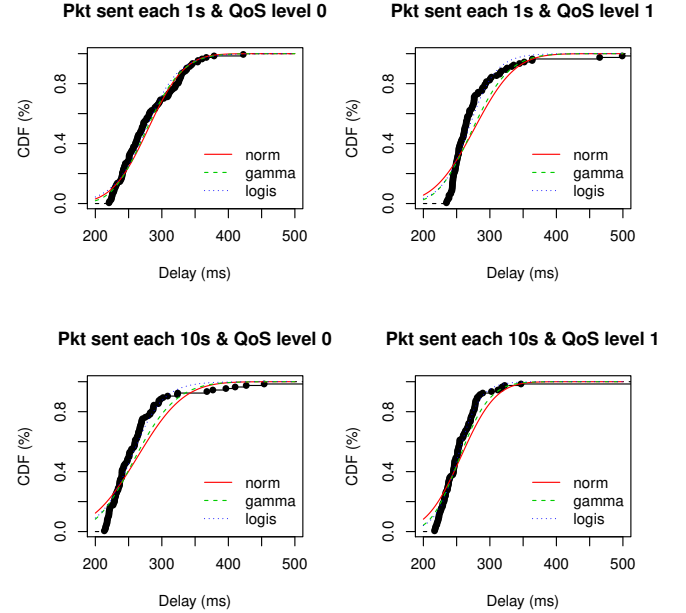 Pkt sent each 1s & QoS level 0
CDF (%)
0.0 0.4 0.8
norm
gamma
logis
200 300 400 500
Delay (ms)
Pkt sent each 1s & QoS level 1
CDF (%)
0.0 0.4 0.8
norm
gamma
logis
200 300 400 500
Delay (ms)
Pkt sent each 10s & QoS level 0
CDF (%)
0.0 0.4 0.8
norm
gamma
logis
200 300 400 500
Delay (ms)
Pkt sent each 10s & QoS level 1
CDF (%)
0.0 0.4 0.8
norm
gamma
logis
200 300 400 500
Delay (ms)